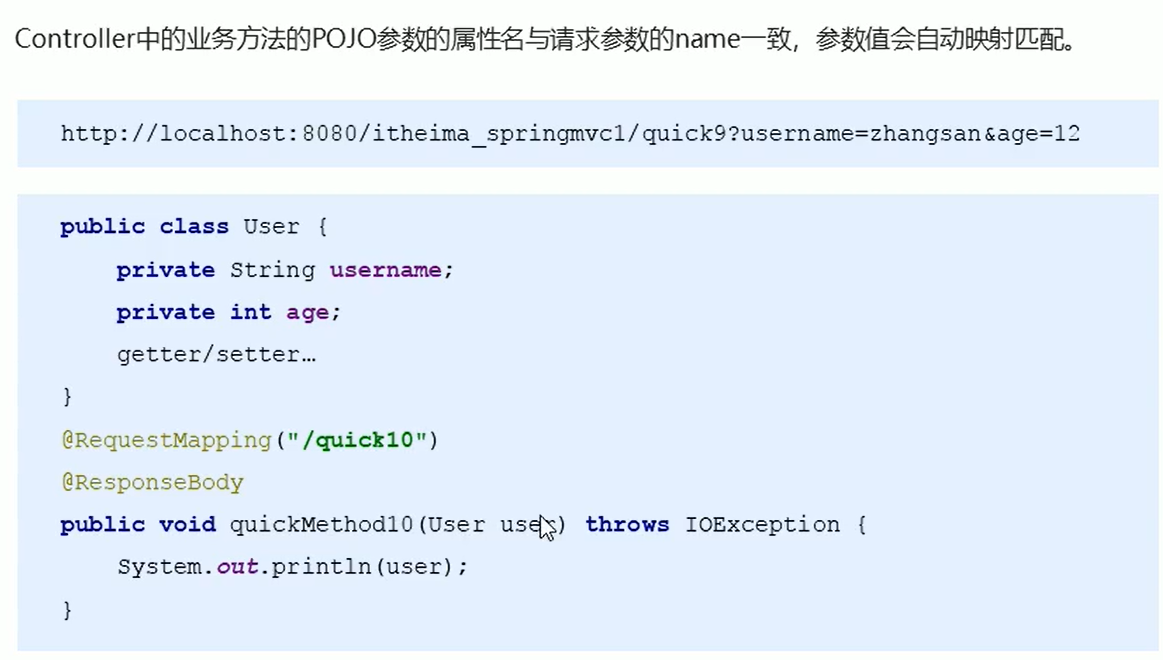 Controller中的业务方法的POJO参数的属性名与请求参数的name一致，参数值会自动映射匹配。
http://localhost:8080/itheima_springmvc1/quick9?username=zhangsan&age=12
public class User {
    private String username;
    private int age;
    getter/setter…
}
@RequestMapping("/quick10")
@ResponseBody
public void quickMethod10(User user) throws IOException {
    System.out.println(user);
}